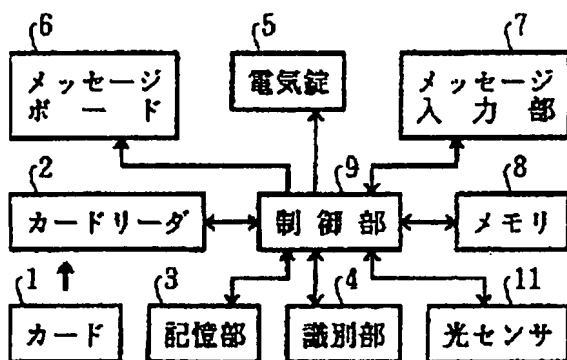 6
5
7
メッセージ
ボード
電気錠
メッセージ
入力部
2
9
8
カードリーダ
制御部
メモリ
1
3
4
11
カード
記憶部
識別部
光センサ